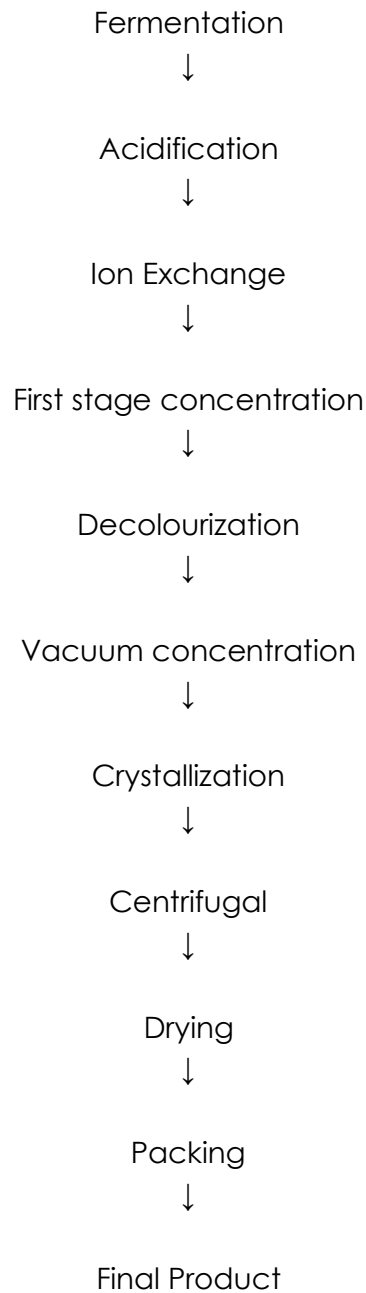 Fermentation
↓
Acidification
↓
Ion Exchange
↓
First stage concentration
↓
Decolourization
↓
Vacuum concentration
↓
Crystallization
↓
Centrifugal
↓
Drying
↓
Packing
↓
Final Product